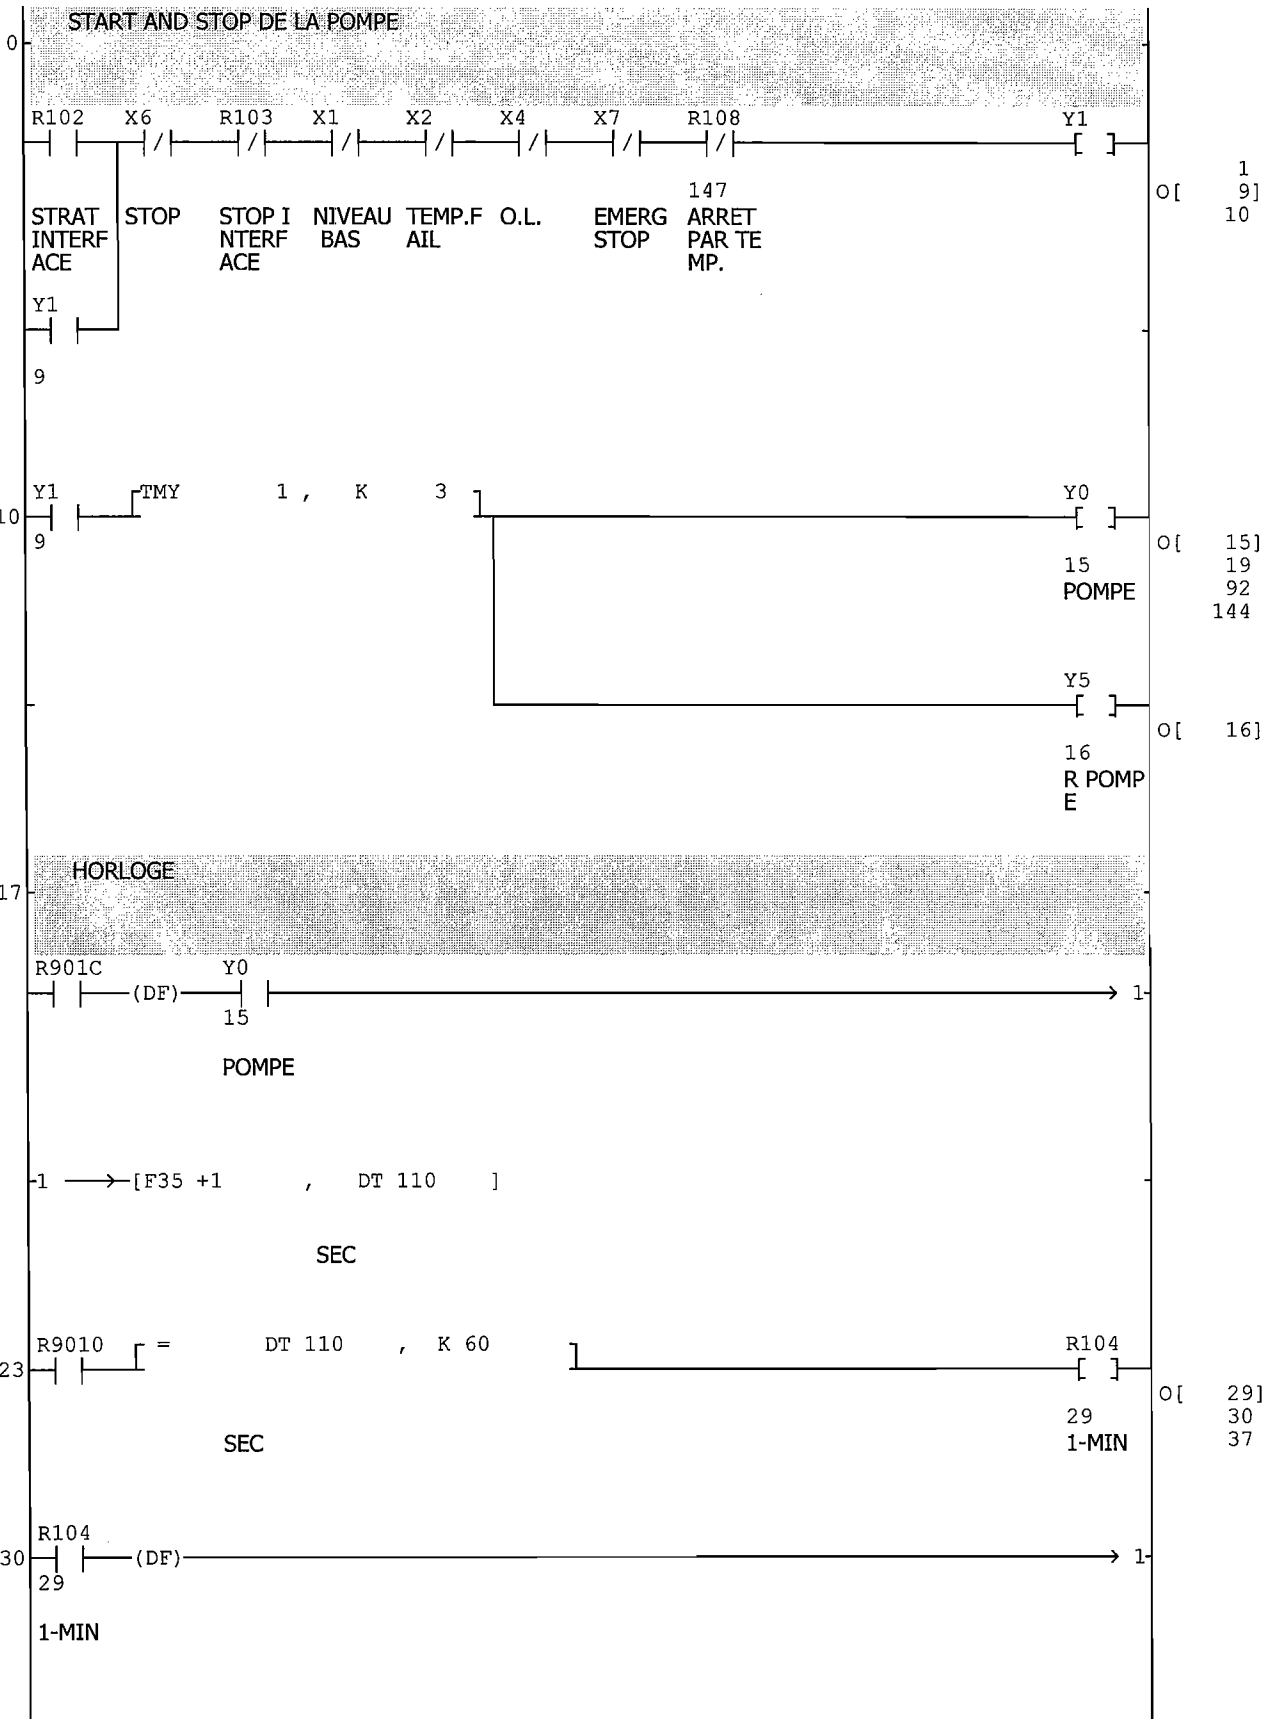 START AND STOP DE LA POMPE
0
R102 X6 R103 X1 X2 X4 X7 R108 Y1
1
147 O[ 9]
STRAT STOP STOP I NIVEAU TEMP.F O.L. EMERG ARRET 10
INTERF NTERF BAS AIL STOP PAR TE
ACE ACE MP.
Y1
9
Y1 TMY 1 , K 3 Y0
10
9 O[ 15]
15 19
POMPE 92
144
Y5
O[ 16]
16
R POMP
E
HORLOGE
17
R901C Y0
(DF) 1
15
POMPE
1 [F35 +1 , DT 110 ]
SEC
R9010 = DT 110 , K 60 R104
23
O[ 29]
29 30
SEC 1-MIN 37
R104
30 (DF) 1
29
1-MIN